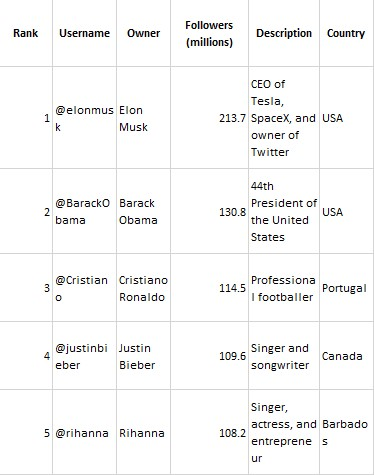 Rank Username Owner Followers (millions) Description Country
1 @elonmusk Elon Musk 213.7 CEO of Tesla, SpaceX, and owner of Twitter USA
2 @BarackObama Barack Obama 130.8 44th President of the United States USA
3 @Cristiano Cristiano Ronaldo 114.5 Professional footballer Portugal
4 @justinbieber Justin Bieber 109.6 Singer and songwriter Canada
5 @rihanna Rihanna 108.2 Singer, actress, and entrepreneur Barbados